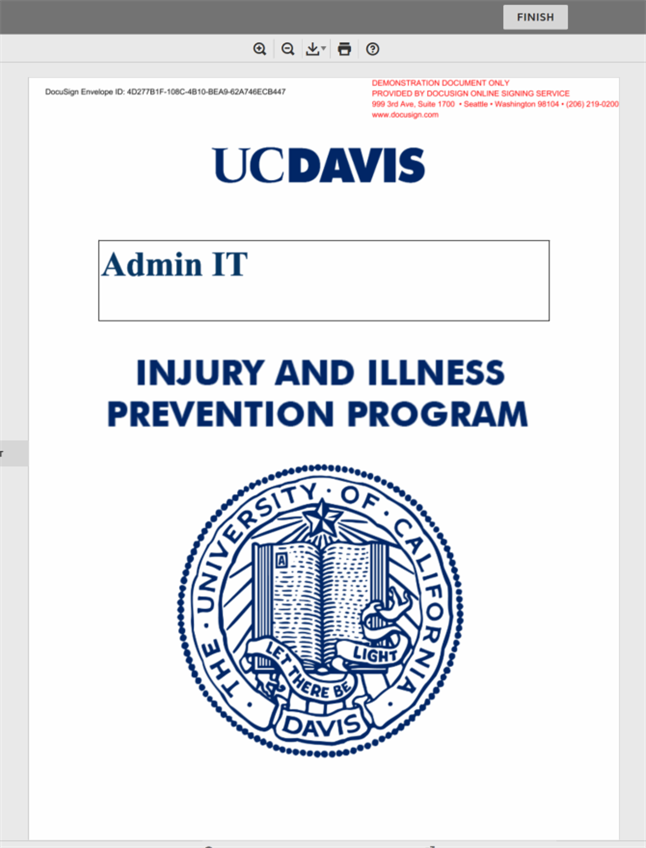 FINISH
DocuSign Envelope ID: 4D277B1F-108C-4B10-BEA9-62A746ECB447
DEMONSTRATION DOCUMENT ONLY
PROVIDED BY DOCUSIGN ONLINE SIGNING SERVICE
999 3rd Ave, Suite 1700 • Seattle • Washington 98104 • (206) 219-0200
www.docusign.com
UCDAVIS
Admin IT
INJURY AND ILLNESS
PREVENTION PROGRAM
THE · UNIVERSITY · OF · CALIFORNIA
A
LET THERE BE
LIGHT
DAVIS